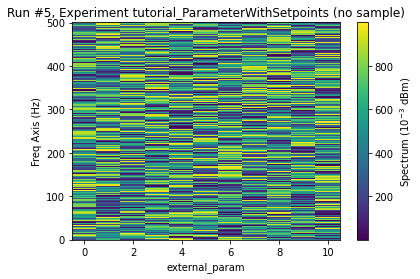 Run #5, Experiment tutorial_ParameterWithSetpoints (no sample)
500
400
300
200
100
0
Freq Axis (Hz)
0 2 4 6 8 10
external_param
800
600
400
200
Spectrum (10⁻³ dBm)